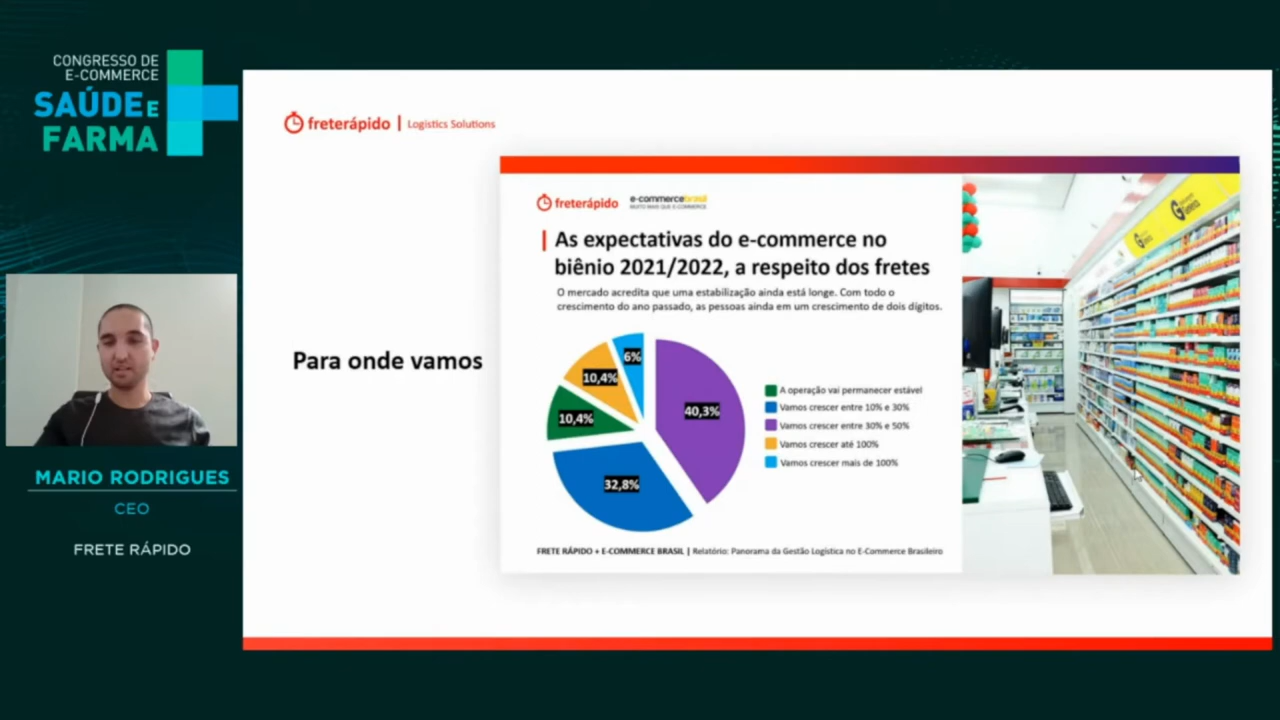 CONGRESSO DE
E-COMMERCE
SAÚDE E
FARMA
freterápido | Logistics Solutions
freterápido
e-commercebrasil
MUITO MAIS QUE E-COMMERCE
As expectativas do e-commerce no
biênio 2021/2022, a respeito dos fretes
O mercado acredita que uma estabilização ainda está longe. Com todo o
crescimento do ano passado, as pessoas ainda em um crescimento de dois dígitos.
Para onde vamos
6%
10,4%
40,3%
10,4%
32,8%
A operação vai permanecer estável
Vamos crescer entre 10% e 30%
Vamos crescer entre 30% e 50%
Vamos crescer até 100%
Vamos crescer mais de 100%
FRETE RÁPIDO + E-COMMERCE BRASIL | Relatório: Panorama da Gestão Logística no E-Commerce Brasileiro
MARIO RODRIGUES
CEO
FRETE RÁPIDO